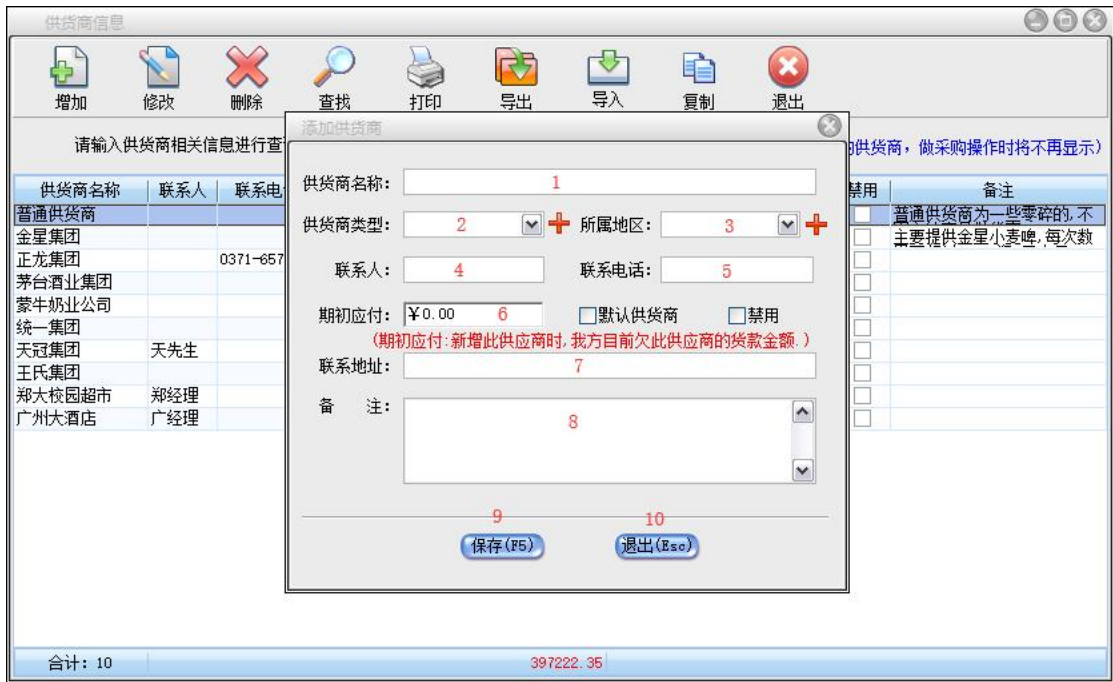 供货商信息
增加 修改 删除 查找 打印 导出 导入 复制 退出
请输入供货商相关信息进行查
供货商，做采购操作时将不再显示)
供货商名称 联系人 联系电 禁用 备注
普通供货商 普通供货商为一些零碎的,不
金星集团 主要提供金星小麦啤,每次数
正龙集团 0371-657
茅台酒业集团
蒙牛奶业公司
统一集团
天冠集团 天先生
王氏集团
郑大校园超市 郑经理
广州大酒店 广经理
合计: 10 397222.35
添加供货商
供货商名称: 1
供货商类型: 2 所属地区: 3
联系人: 4 联系电话: 5
期初应付: ¥0.00 6 默认供货商 禁用
(期初应付:新增此供应商时,我方目前欠此供应商的货款金额.)
联系地址: 7
备 注: 8
9 10
保存(F5) 退出(Esc)